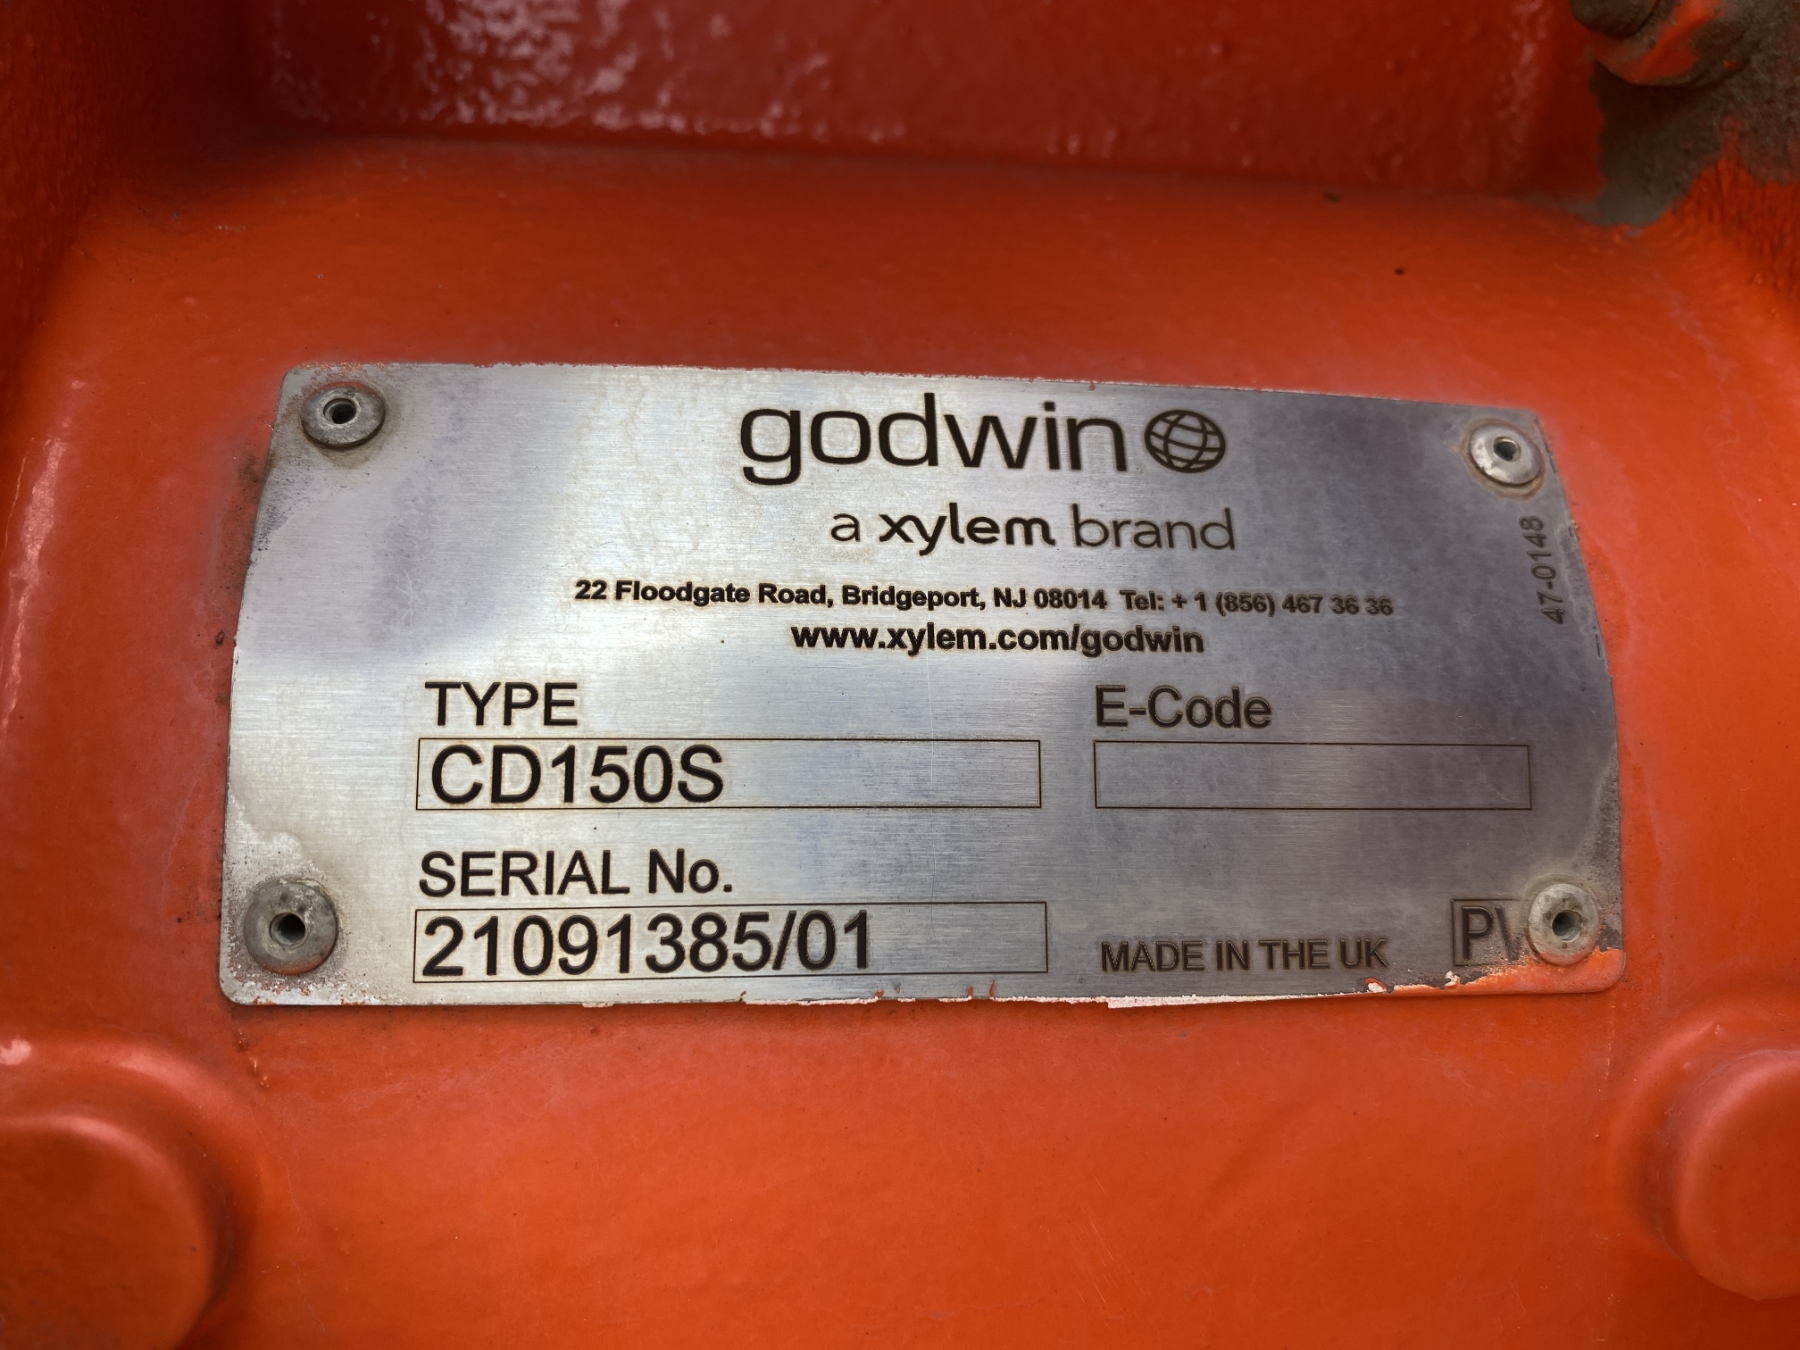 godwin
a xylem brand
22 Floodgate Road, Bridgeport, NJ 08014 Tel: + 1 (856) 467 36 36
www.xylem.com/godwin
47-0148
TYPE
E-Code
CD150S
SERIAL No.
21091385/01
MADE IN THE UK